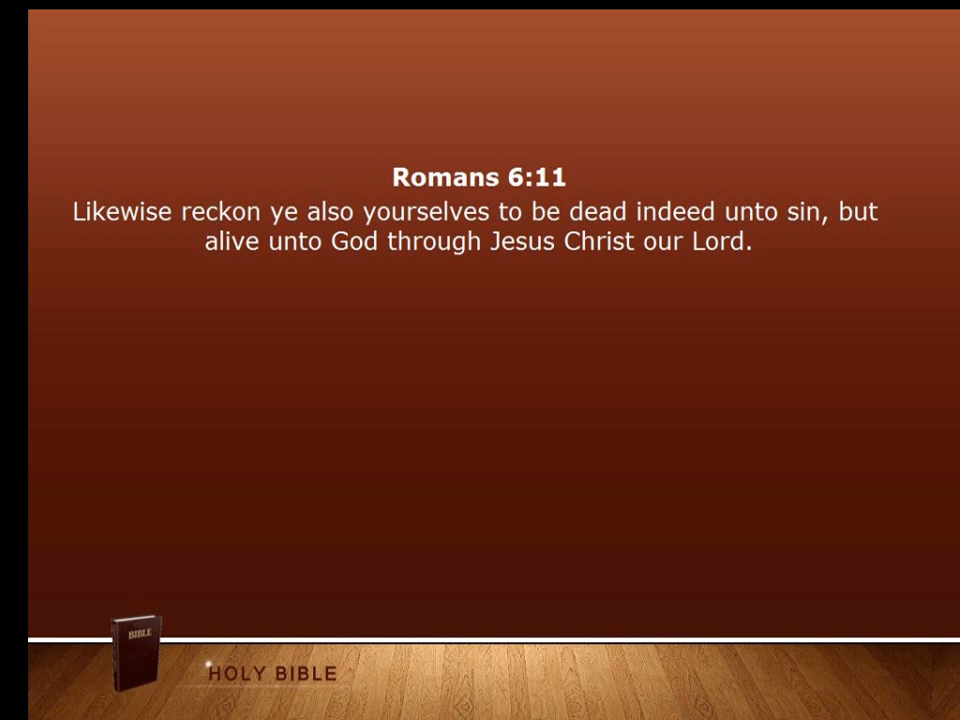 Romans 6:11
Likewise reckon ye also yourselves to be dead indeed unto sin, but
alive unto God through Jesus Christ our Lord.
BIBLE
HOLY BIBLE